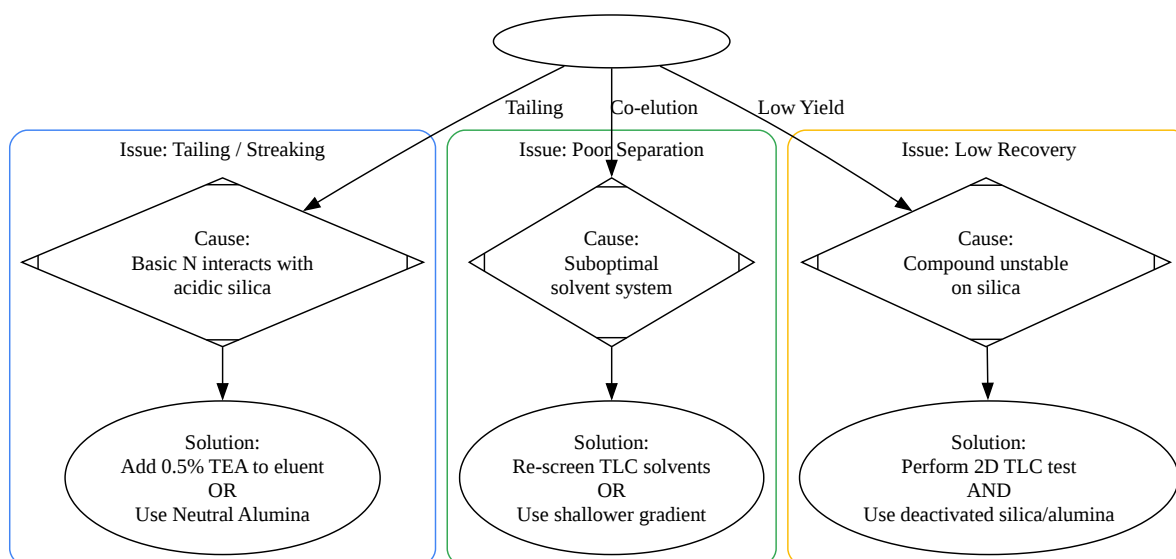 Tailing
Co-elution
Low Yield
Issue: Tailing / Streaking
Cause:
Basic N interacts with
acidic silica
Solution:
Add 0.5% TEA to eluent
OR
Use Neutral Alumina
Issue: Poor Separation
Cause:
Suboptimal
solvent system
Solution:
Re-screen TLC solvents
OR
Use shallower gradient
Issue: Low Recovery
Cause:
Compound unstable
on silica
Solution:
Perform 2D TLC test
AND
Use deactivated silica/alumina